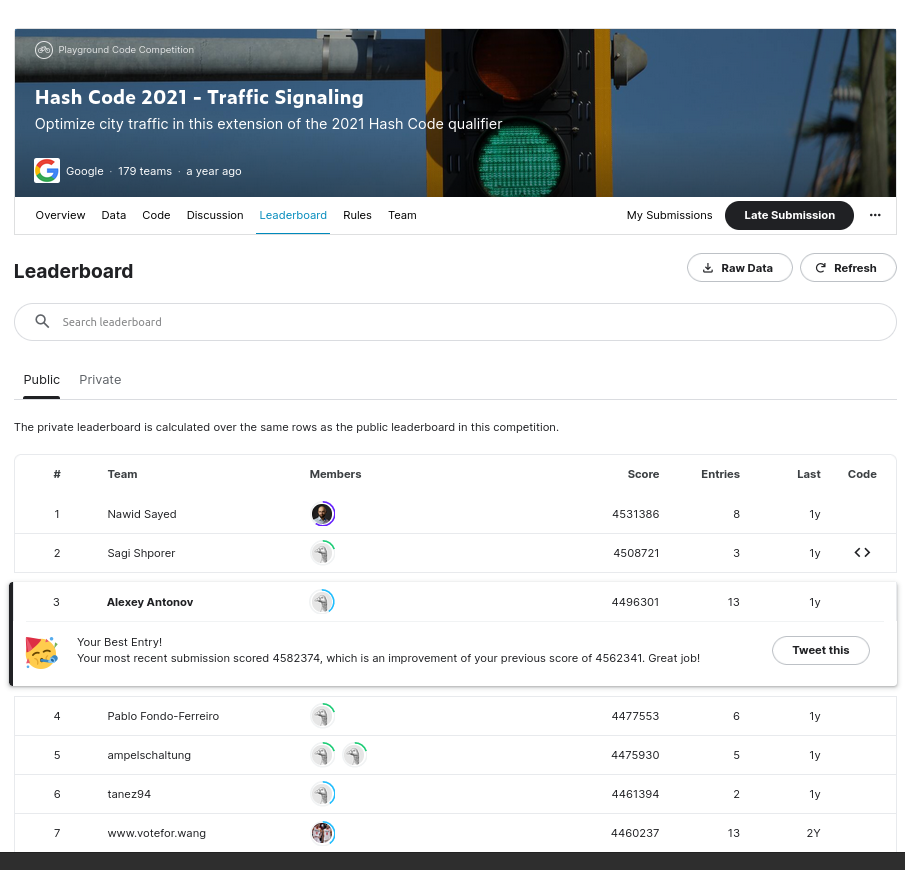 Playground Code Competition
Hash Code 2021 - Traffic Signaling
Optimize city traffic in this extension of the 2021 Hash Code qualifier
Google · 179 teams · a year ago
Overview Data Code Discussion Leaderboard Rules Team My Submissions Late Submission ...
Leaderboard Raw Data Refresh
Search leaderboard
Public Private
The private leaderboard is calculated over the same rows as the public leaderboard in this competition.
# Team Members Score Entries Last Code
1 Nawid Sayed 4531386 8 1y
2 Sagi Shporer 4508721 3 1y <>
3 Alexey Antonov 4496301 13 1y
Your Best Entry!
Your most recent submission scored 4582374, which is an improvement of your previous score of 4562341. Great job!
Tweet this
4 Pablo Fondo-Ferreiro 4477553 6 1y
5 ampelschaltung 4475930 5 1y
6 tanez94 4461394 2 1y
7 www.votefor.wang 4460237 13 2Y